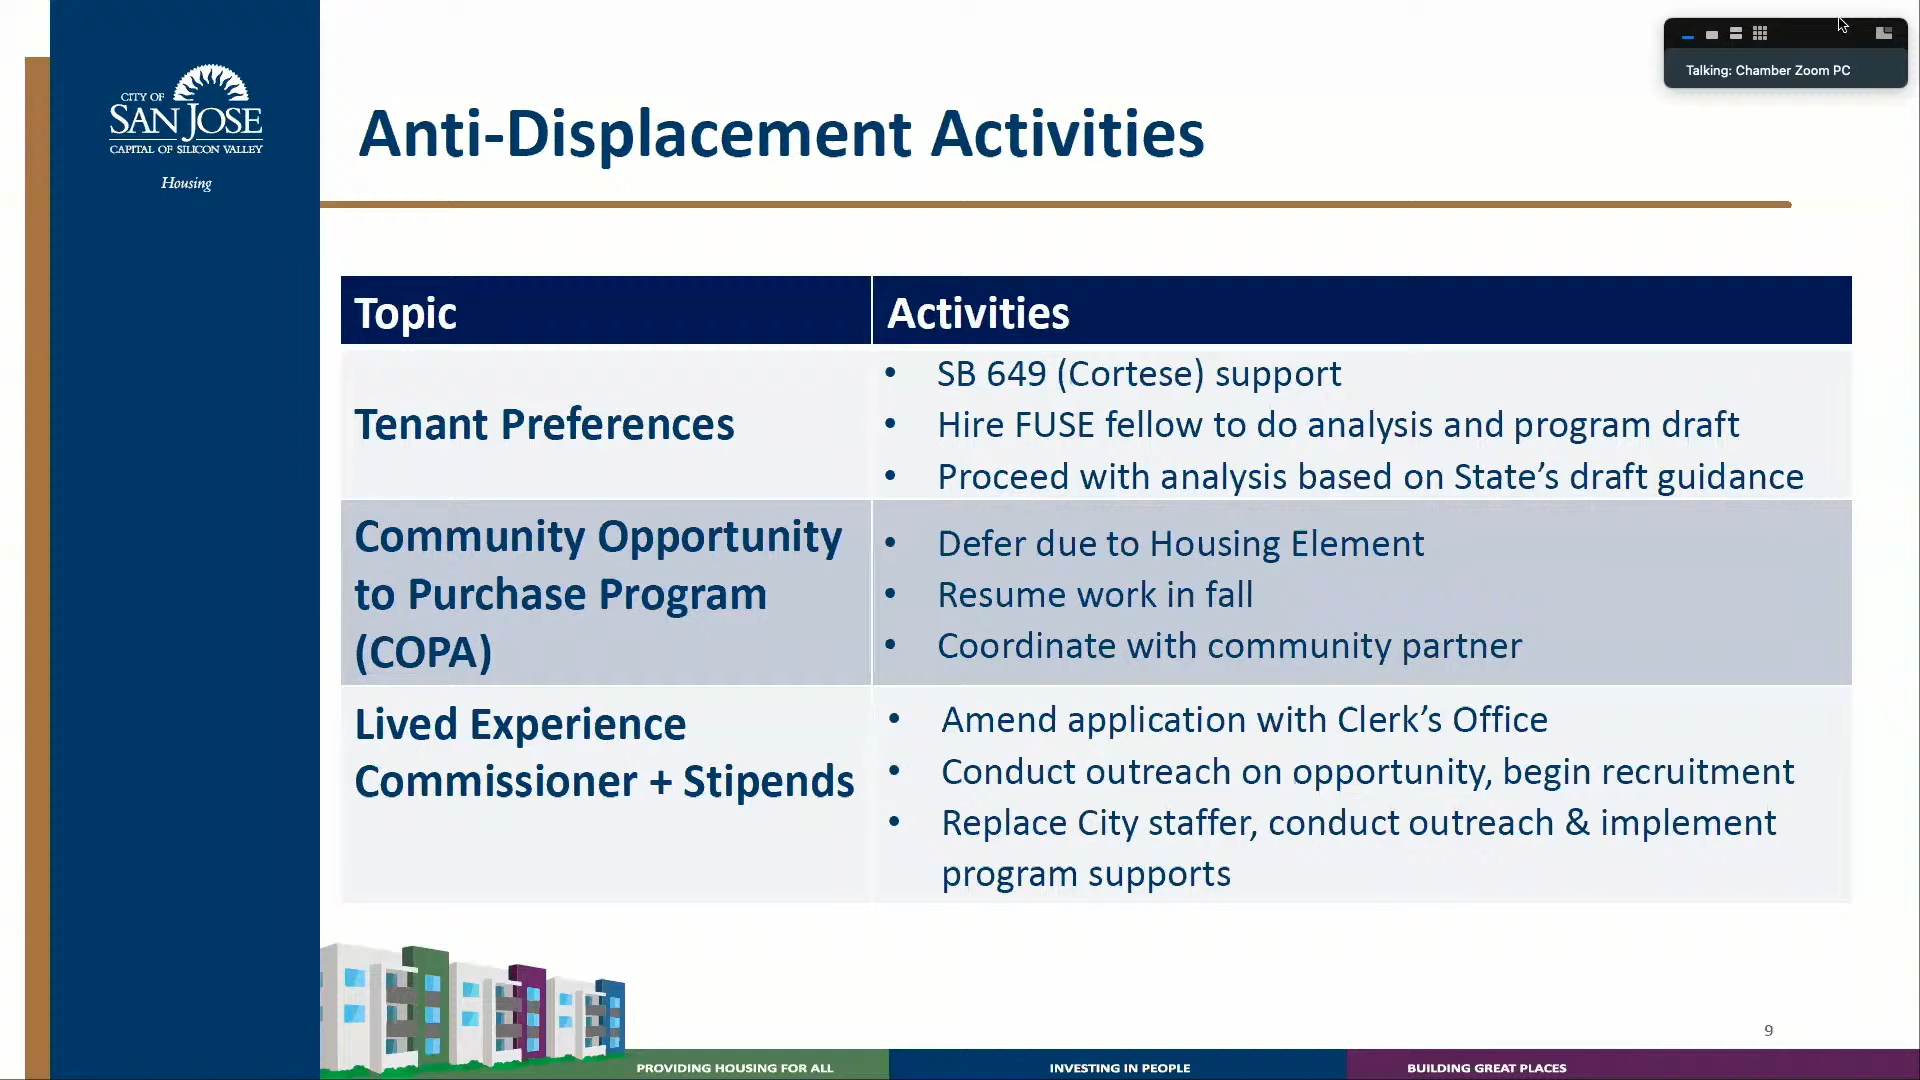 CITY OF
SAN JOSE
CAPITAL OF SILICON VALLEY
Housing
Talking: Chamber Zoom PC
Anti-Displacement Activities
Topic
Activities
Tenant Preferences
• SB 649 (Cortese) support
• Hire FUSE fellow to do analysis and program draft
• Proceed with analysis based on State’s draft guidance
Community Opportunity
to Purchase Program
(COPA)
• Defer due to Housing Element
• Resume work in fall
• Coordinate with community partner
Lived Experience
Commissioner + Stipends
• Amend application with Clerk’s Office
• Conduct outreach on opportunity, begin recruitment
• Replace City staffer, conduct outreach & implement
program supports
9
PROVIDING HOUSING FOR ALL
INVESTING IN PEOPLE
BUILDING GREAT PLACES